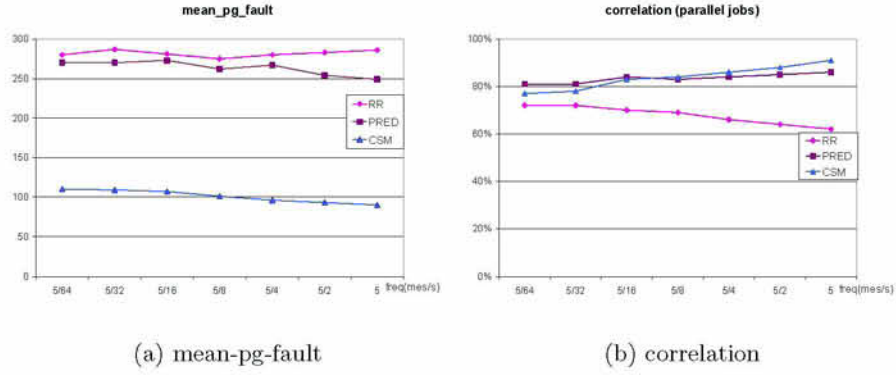 mean_pg_fault
300
250
200
150
100
50
0
RR
PRED
CSM
5/64 5/32 5/16 5/8 5/4 5/2 5 freq(mes/s)
(a) mean-pg-fault
correlation (parallel jobs)
100%
80%
60%
40%
20%
0%
RR
PRED
CSM
5/64 5/32 5/16 5/8 5/4 5/2 5 freq(mes/s)
(b) correlation